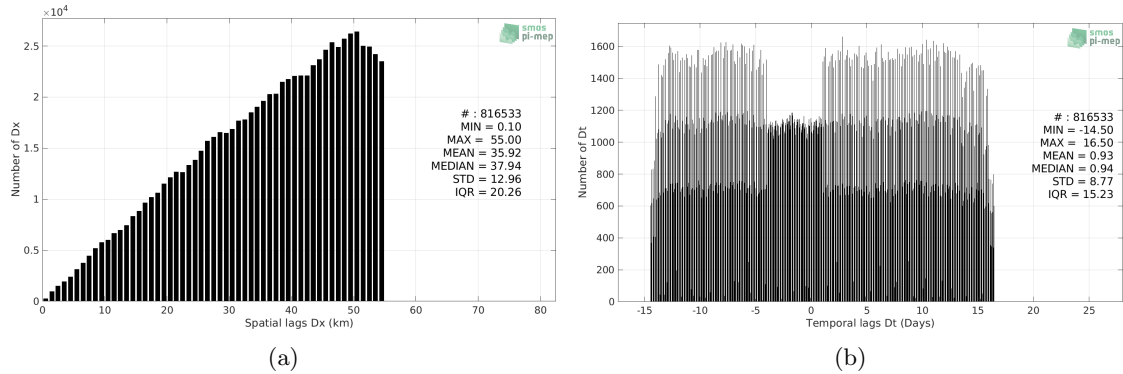 ×10⁴
smos
pi-mep
2.5
2
1.5
1
0.5
0
Number of Dx
# : 816533
MIN = 0.10
MAX = 55.00
MEAN = 35.92
MEDIAN = 37.94
STD = 12.96
IQR = 20.26
0 10 20 30 40 50 60 70 80
Spatial lags Dx (km)
(a)
smos
pi-mep
1600
1400
1200
1000
800
600
400
200
0
Number of Dt
# : 816533
MIN = -14.50
MAX = 16.50
MEAN = 0.93
MEDIAN = 0.94
STD = 8.77
IQR = 15.23
-15 -10 -5 0 5 10 15 20 25
Temporal lags Dt (Days)
(b)